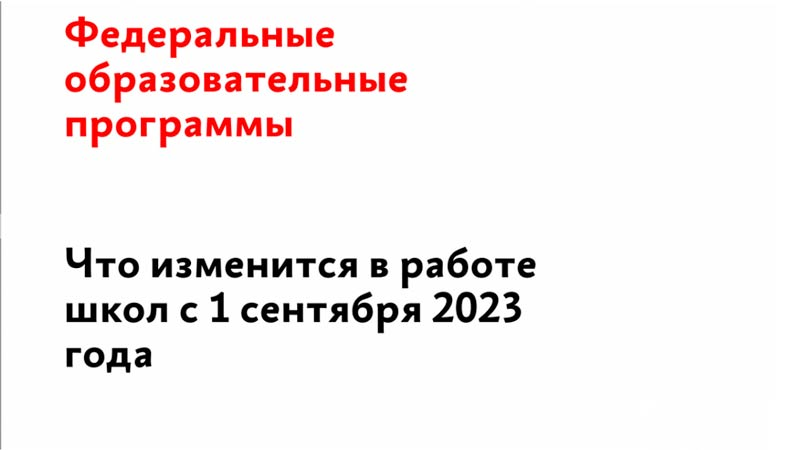 Федеральные
образовательные
программы
Что изменится в работе
школ с 1 сентября 2023
года